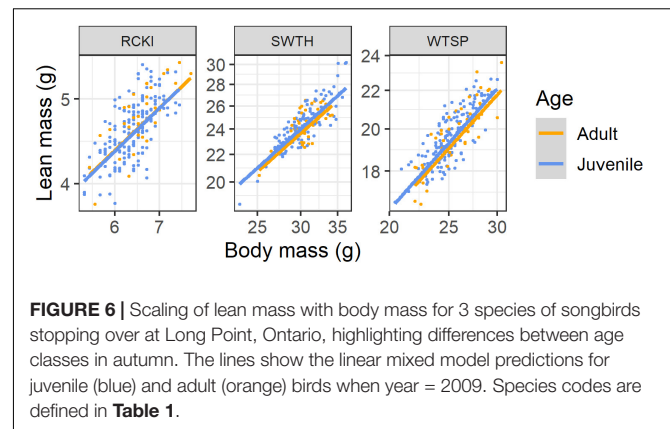 RCKI SWTH WTSP
Lean mass (g)
5
4
6 7
30
28
26
24
22
20
25 30 35
24
22
20
18
20 25 30
Body mass (g)
Age
Adult
Juvenile
FIGURE 6 | Scaling of lean mass with body mass for 3 species of songbirds
stopping over at Long Point, Ontario, highlighting differences between age
classes in autumn. The lines show the linear mixed model predictions for
juvenile (blue) and adult (orange) birds when year = 2009. Species codes are
defined in Table 1.